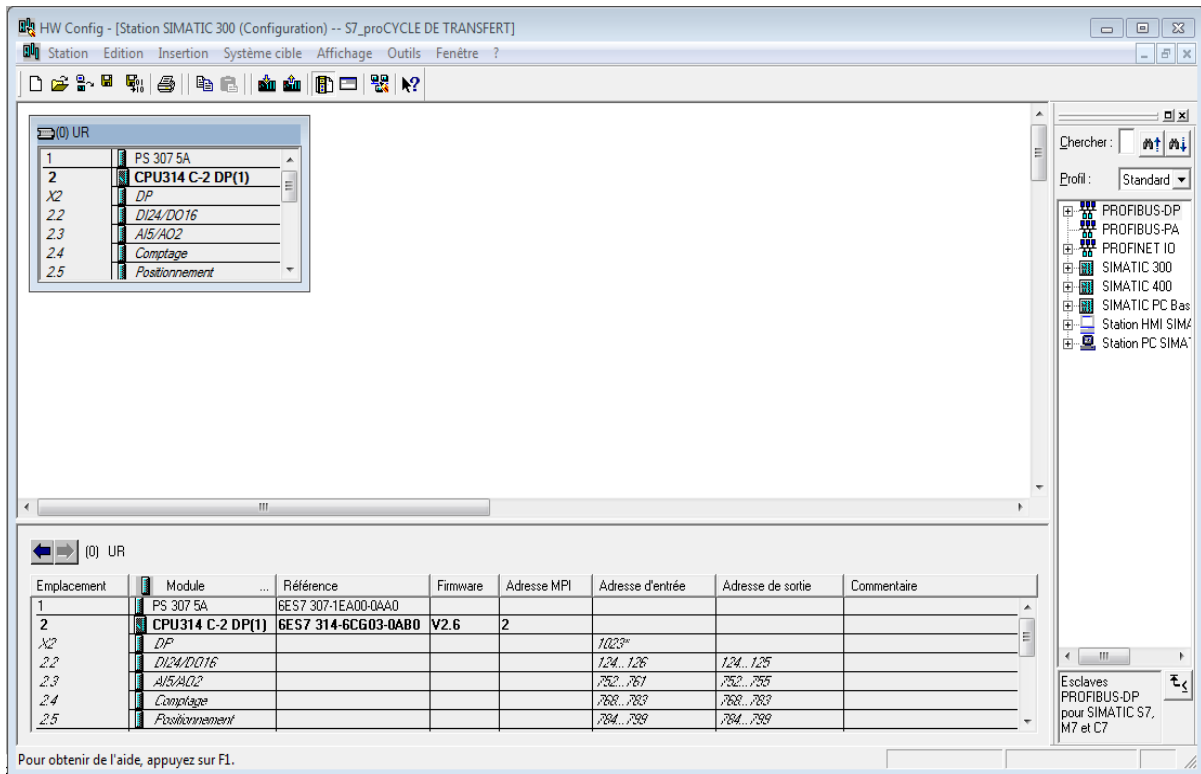 HW Config - [Station SIMATIC 300 (Configuration) -- S7_proCYCLE DE TRANSFERT]
Station Edition Insertion Système cible Affichage Outils Fenêtre ?
(0) UR
1 PS 307 5A
2 CPU314 C-2 DP(1)
X2 DP
2.2 DI24/DO16
2.3 AI5/AO2
2.4 Comptage
2.5 Positionnement
Chercher :
Profil : Standard
PROFIBUS-DP
PROFIBUS-PA
PROFINET IO
SIMATIC 300
SIMATIC 400
SIMATIC PC Bas
Station HMI SIMA
Station PC SIMA
(0) UR
Emplacement Module ... Référence Firmware Adresse MPI Adresse d'entrée Adresse de sortie Commentaire
1 PS 307 5A 6ES7 307-1EA00-0AA0
2 CPU314 C-2 DP(1) 6ES7 314-6CG03-0AB0 V2.6 2
X2 DP 1023*
2.2 DI24/DO16 124...126 124...125
2.3 AI5/AO2 752...761 752...755
2.4 Comptage 768...783 768...783
2.5 Positionnement 784...799 784...799
Esclaves
PROFIBUS-DP
pour SIMATIC S7,
M7 et C7
Pour obtenir de l'aide, appuyez sur F1.